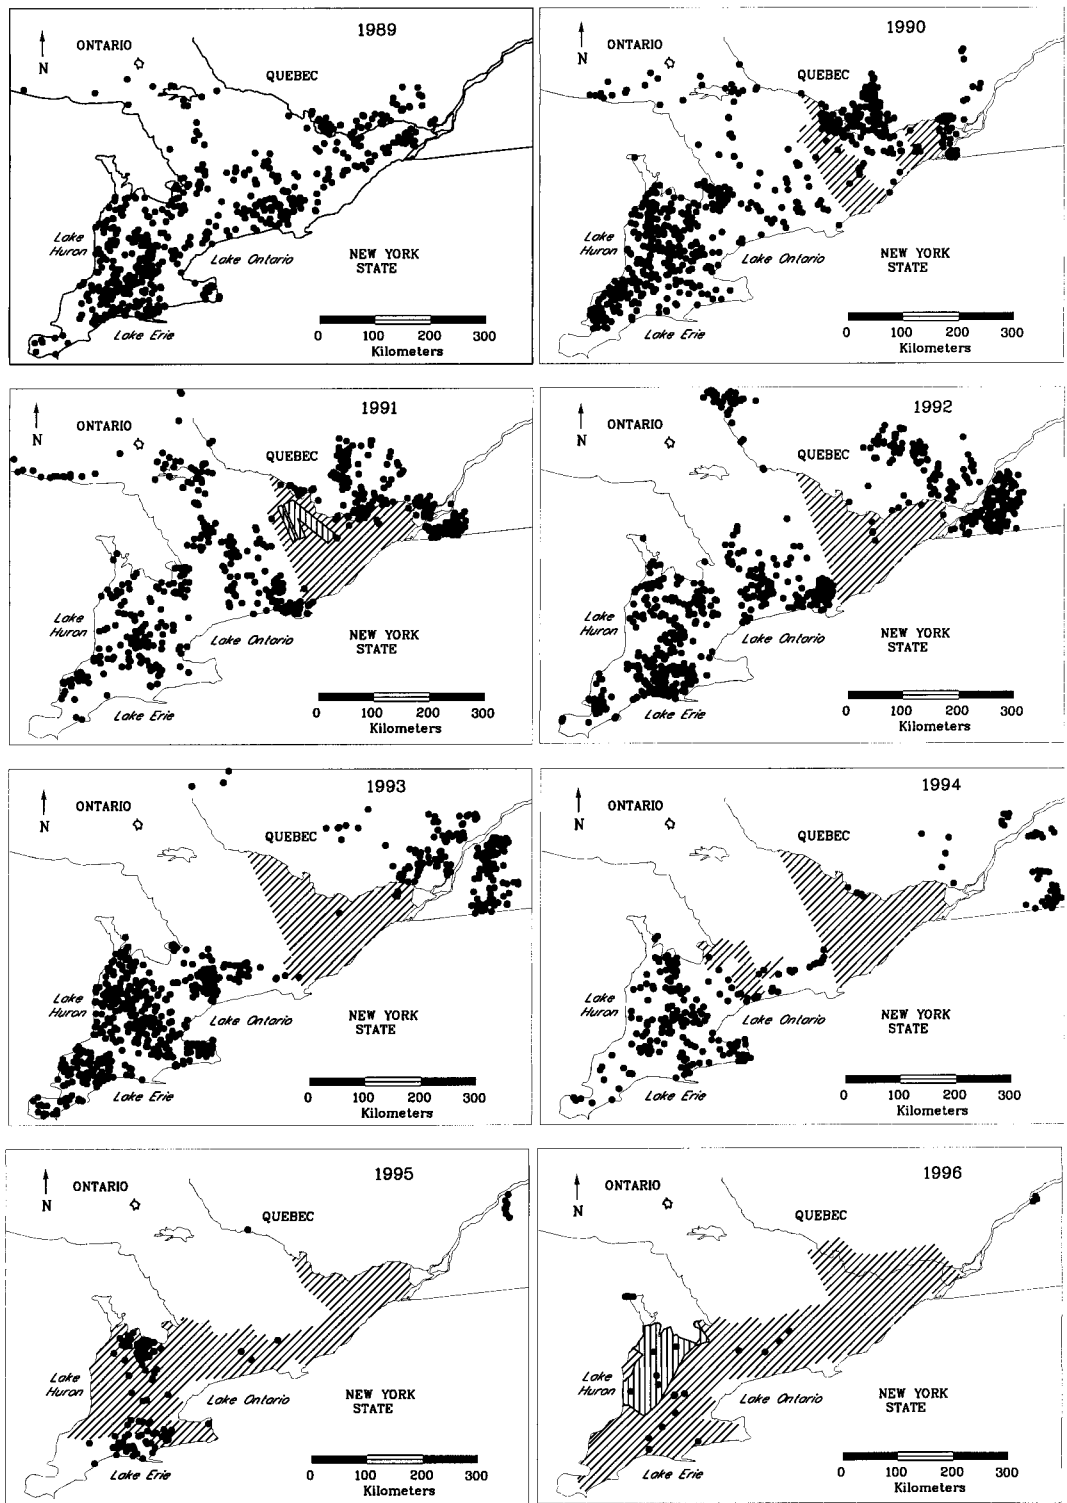 1989
ONTARIO
N
QUEBEC
Lake
Huron
Lake Ontario
NEW YORK
STATE
Lake Erie
0 100 200 300
Kilometers
1990
ONTARIO
N
QUEBEC
Lake
Huron
Lake Ontario
NEW YORK
STATE
Lake Erie
0 100 200 300
Kilometers
1991
ONTARIO
N
QUEBEC
Lake
Huron
Lake Ontario
NEW YORK
STATE
Lake Erie
0 100 200 300
Kilometers
1992
ONTARIO
N
QUEBEC
Lake
Huron
Lake Ontario
NEW YORK
STATE
Lake Erie
0 100 200 300
Kilometers
1993
ONTARIO
N
QUEBEC
Lake
Huron
Lake Ontario
NEW YORK
STATE
Lake Erie
0 100 200 300
Kilometers
1994
ONTARIO
N
QUEBEC
Lake
Huron
Lake Ontario
NEW YORK
STATE
Lake Erie
0 100 200 300
Kilometers
1995
ONTARIO
N
QUEBEC
Lake
Huron
Lake Ontario
NEW YORK
STATE
Lake Erie
0 100 200 300
Kilometers
1996
ONTARIO
N
QUEBEC
Lake
Huron
Lake Ontario
NEW YORK
STATE
Lake Erie
0 100 200 300
Kilometers